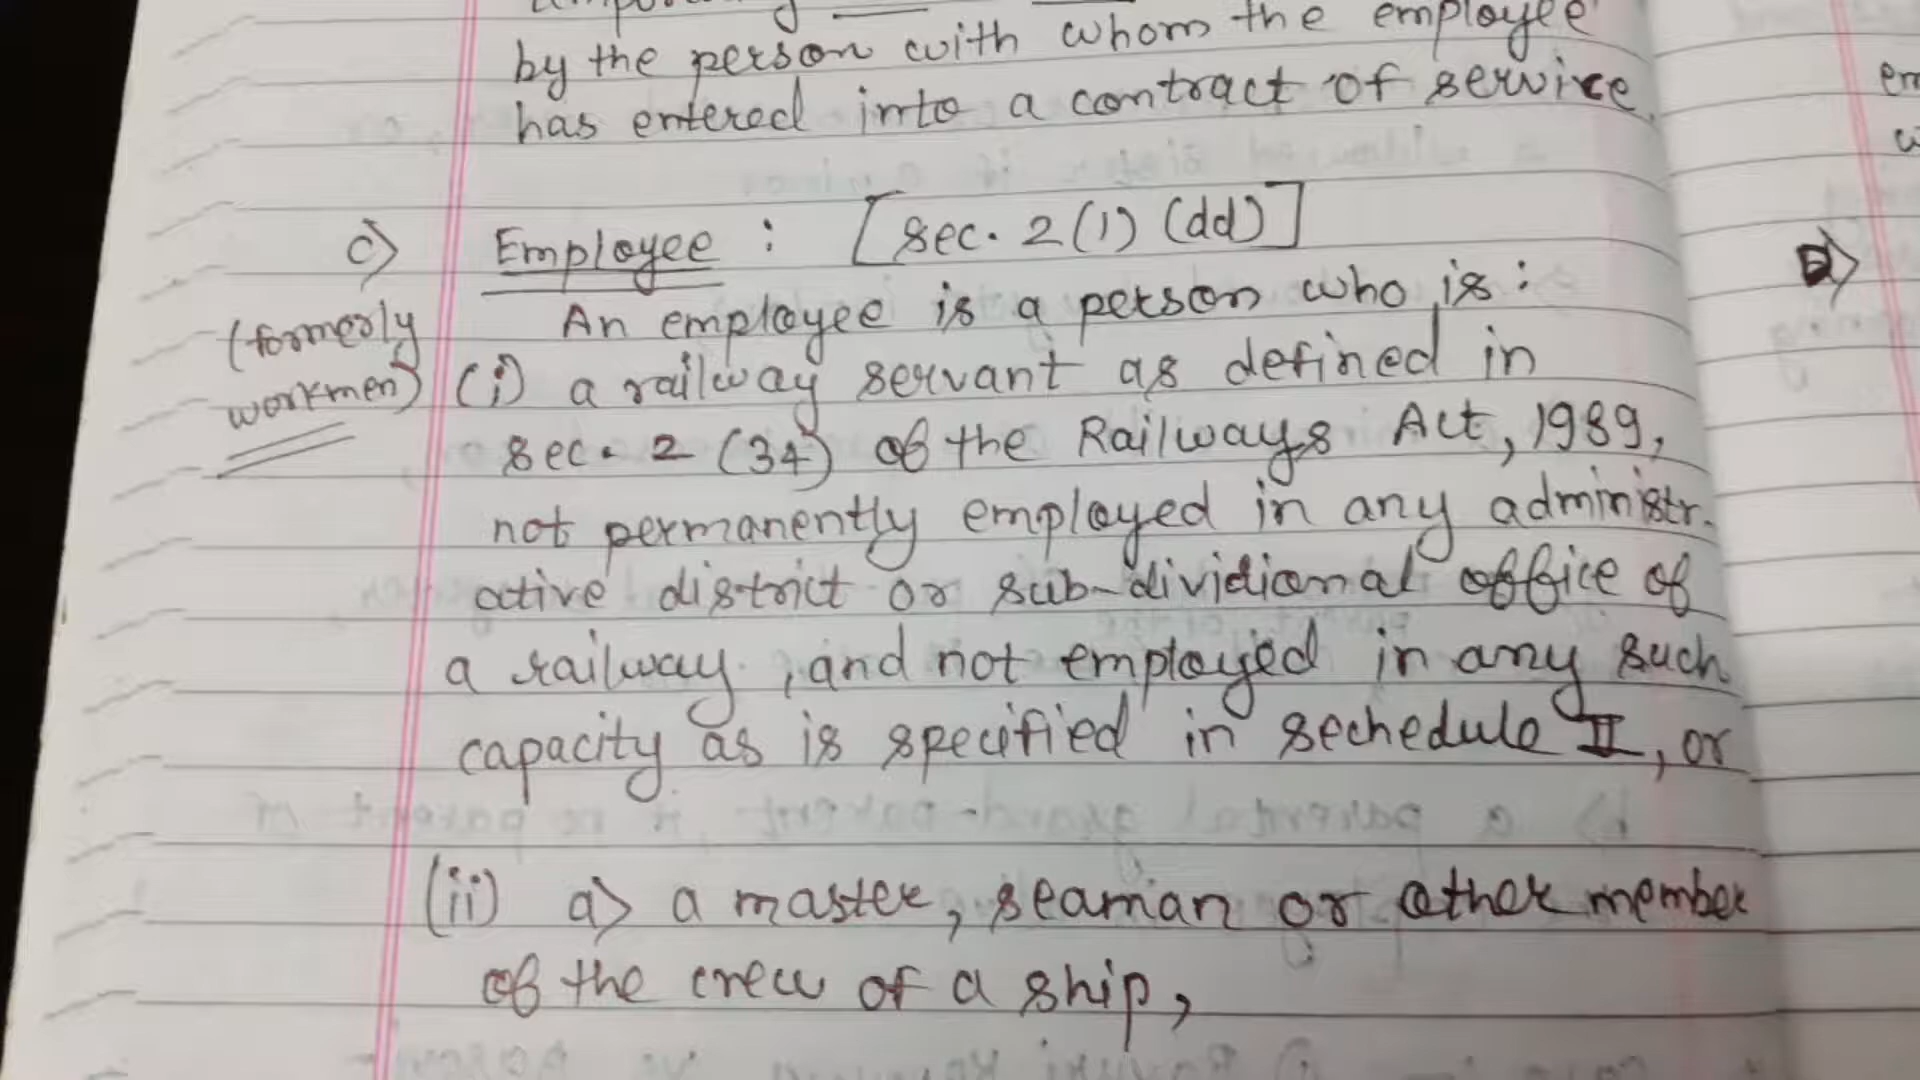 by the person with whom the employee
has entered into a contract of service.
c) Employee : [sec. 2 (1) (dd)]
An employee is a person who is :
(formerly
workmen)
(i) a railway servant as defined in
sec. 2 (34) of the Railways Act, 1989,
not permanently employed in any administr-
ative district or sub-dividional office of
a railway, and not employed in any such
capacity as is specified in sechedule II, or
(ii) a) a master, seaman or other member
of the crew of a ship,